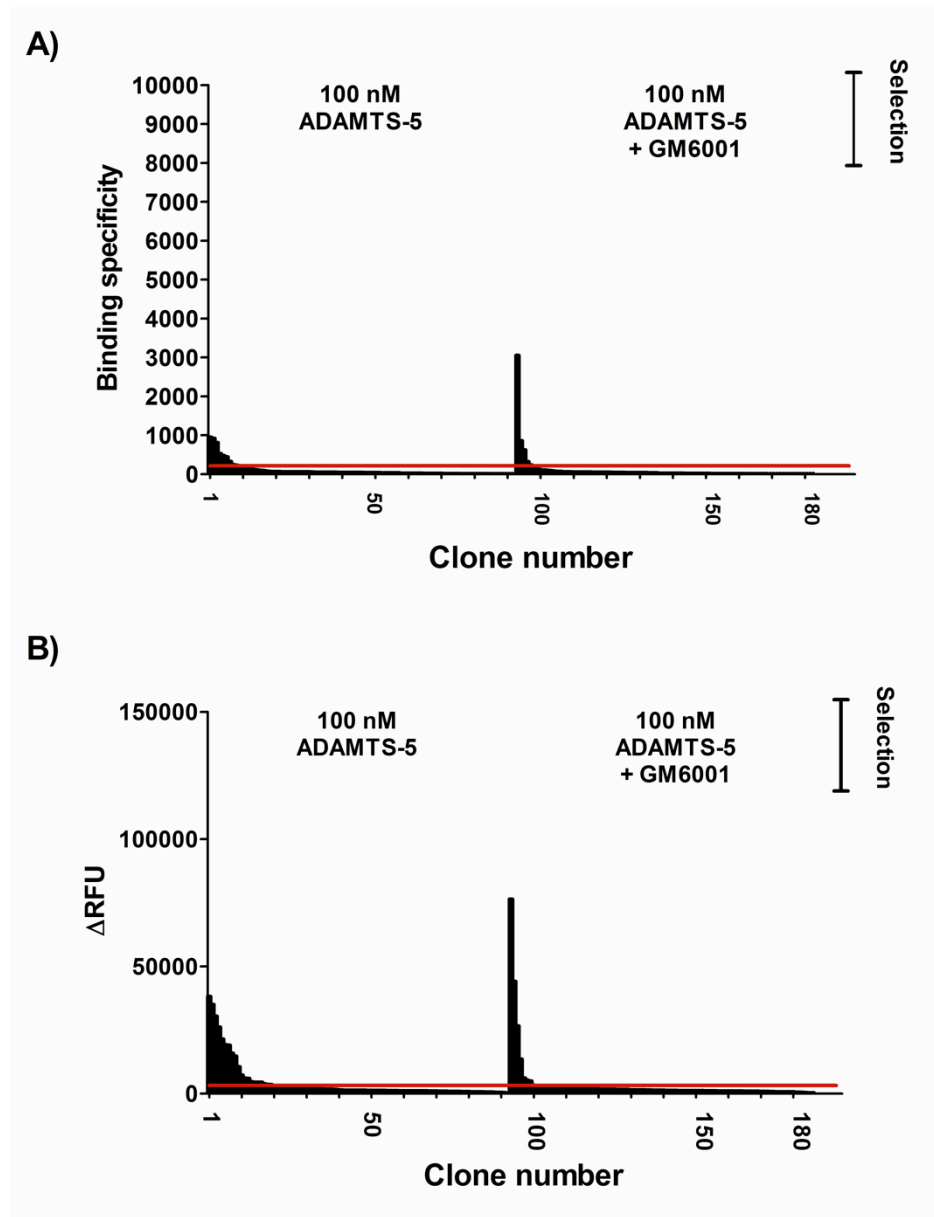 A)
100 nM
ADAMTS-5
100 nM
ADAMTS-5
+ GM6001
Selection
Binding specificity
10000
9000
8000
7000
6000
5000
4000
3000
2000
1000
0
1
50
100
150
180
Clone number
B)
100 nM
ADAMTS-5
100 nM
ADAMTS-5
+ GM6001
Selection
ΔRFU
150000
100000
50000
0
1
50
100
150
180
Clone number